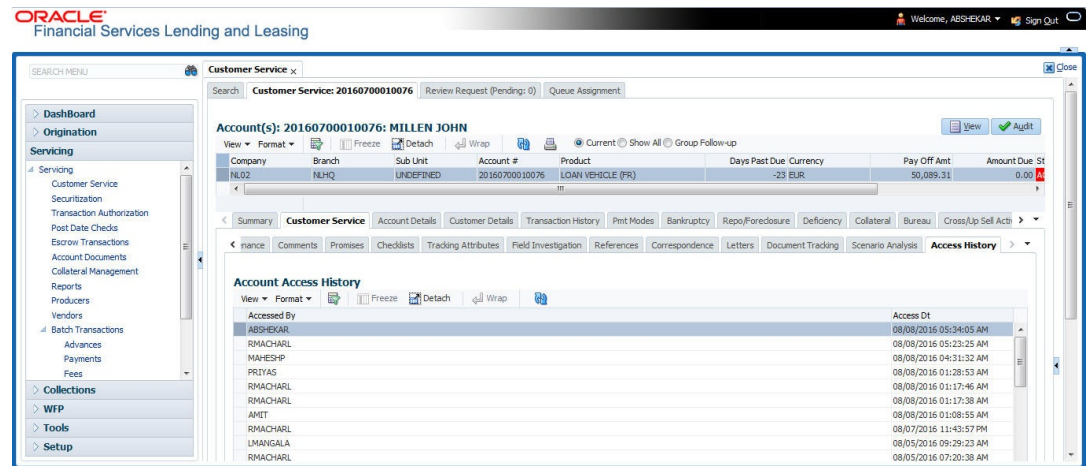 ORACLE
Financial Services Lending and Leasing
Welcome, ABSHEKAR Sign Out
SEARCH MENU
Customer Service x
Close
Search Customer Service: 20160700010076 Review Request (Pending: 0) Queue Assignment
DashBoard
Origination
Servicing
Servicing
Customer Service
Securitization
Transaction Authorization
Post Date Checks
Escrow Transactions
Account Documents
Collateral Management
Reports
Producers
Vendors
Batch Transactions
Advances
Payments
Fees
Collections
WFP
Tools
Setup
Account(s): 20160700010076: MILLEN JOHN
View Audit
View Format Freeze Detach Wrap Current Show All Group Follow-up
Company Branch Sub Unit Account # Product Days Past Due Currency Pay Off Amt Amount Due St
NL02 NLHQ UNDEFINED 20160700010076 LOAN VEHICLE (FR) -23 EUR 50,089.31 0.00
Summary Customer Service Account Details Customer Details Transaction History Pmt Modes Bankruptcy Repo/Foreclosure Deficiency Collateral Bureau Cross/Up Sell Activ
nance Comments Promises Checklists Tracking Attributes Field Investigation References Correspondence Letters Document Tracking Scenario Analysis Access History
Account Access History
View Format Freeze Detach Wrap
Accessed By Access Dt
ABSHEKAR 08/08/2016 05:34:05 AM
RMACHARL 08/08/2016 05:23:25 AM
MAHESHP 08/08/2016 04:31:32 AM
PRIYAS 08/08/2016 01:28:53 AM
RMACHARL 08/08/2016 01:17:46 AM
RMACHARL 08/08/2016 01:17:38 AM
AMIT 08/08/2016 01:08:55 AM
RMACHARL 08/07/2016 11:43:57 PM
LMANGALA 08/05/2016 09:29:23 AM
RMACHARL 08/05/2016 07:20:38 AM